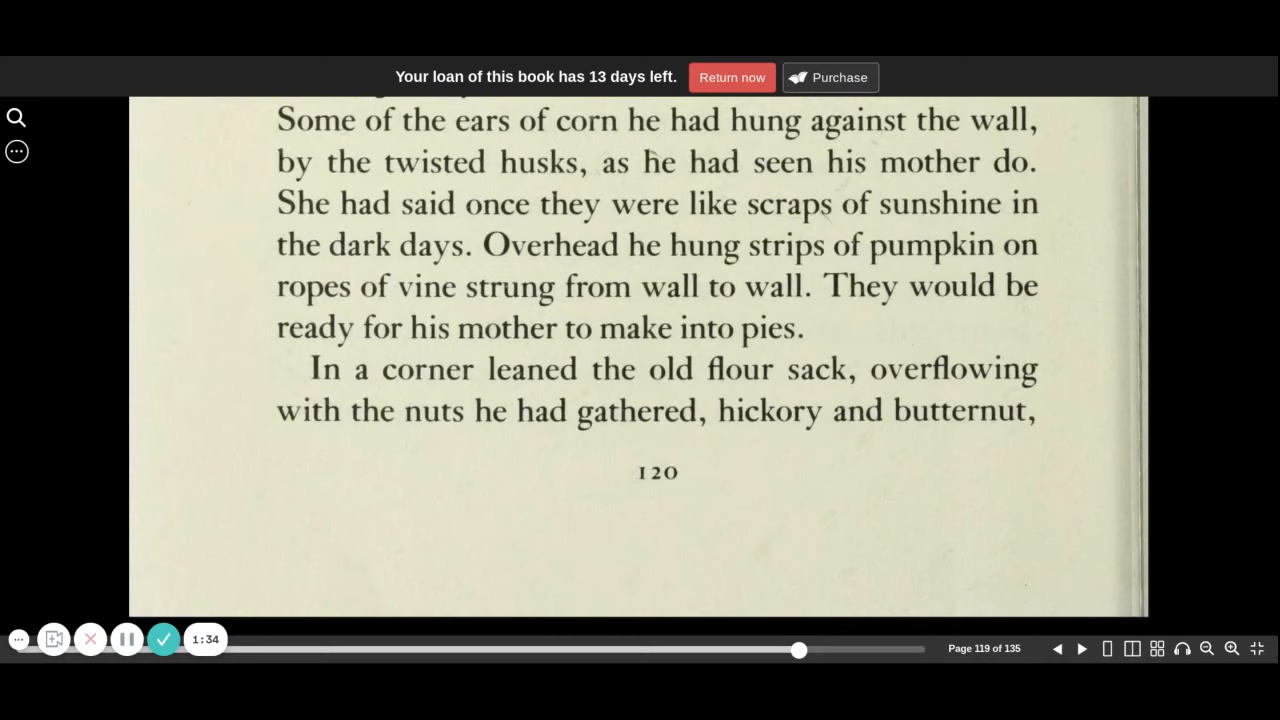 Your loan of this book has 13 days left.
Return now
Purchase
Some of the ears of corn he had hung against the wall,
by the twisted husks, as he had seen his mother do.
She had said once they were like scraps of sunshine in
the dark days. Overhead he hung strips of pumpkin on
ropes of vine strung from wall to wall. They would be
ready for his mother to make into pies.
In a corner leaned the old flour sack, overflowing
with the nuts he had gathered, hickory and butternut,
120
1:34
Page 119 of 135